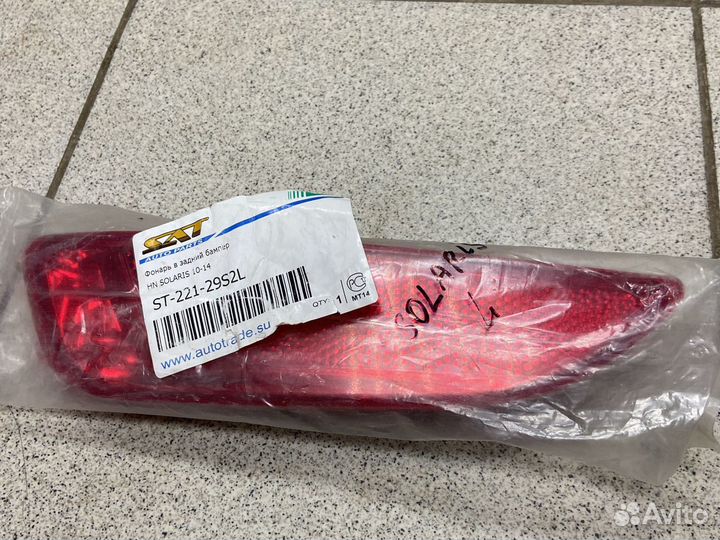 SAT
AUTO PARTS
Фонарь в задний бампер
HN SOLARIS 10-14
ST-221-29S2L
QTY: 1
РСТ
MT14
www.autotrade.su
SOLARIS
L
Avito